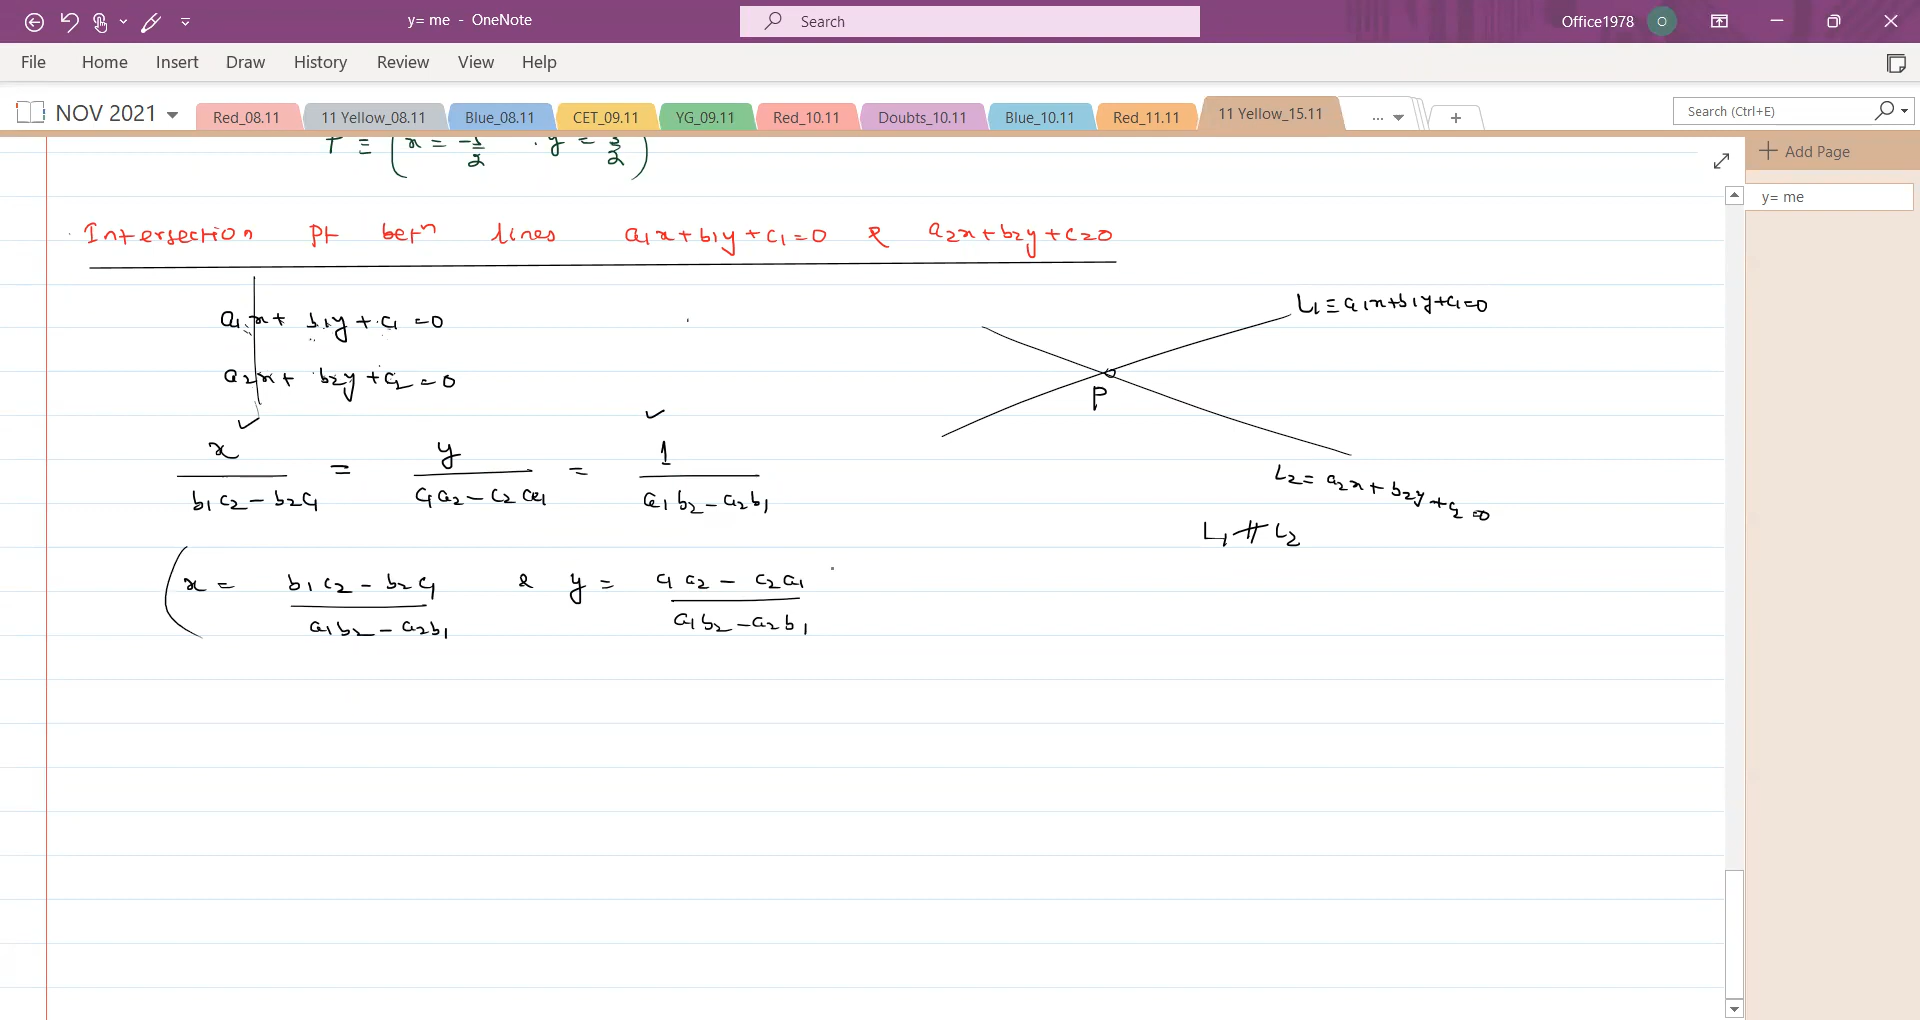 y= me - OneNote
Search
Office1978
O
File Home Insert Draw History Review View Help
NOV 2021
Red_08.11 11 Yellow_08.11 Blue_08.11 CET_09.11 YG_09.11 Red_10.11 Doubts_10.11 Blue_10.11 Red_11.11 11 Yellow_15.11 ... +
Search (Ctrl+E)
Add Page
y= me
Intersection Pt betn lines a1x+b1y+c1=0 & a2x+b2y+c2=0
a1x+ b1y+c1 =0
a2x+ b2y+c2 =0
x / (b1c2 - b2c1) = y / (c1a2 - c2a1) = 1 / (a1b2 - a2b1)
x = (b1c2 - b2c1) / (a1b2 - a2b1) & y = (c1a2 - c2a1) / (a1b2 - a2b1)
L1 ≡ a1x+b1y+c1=0
P
L2 = a2x+b2y+c2=0
L1 ∦ L2